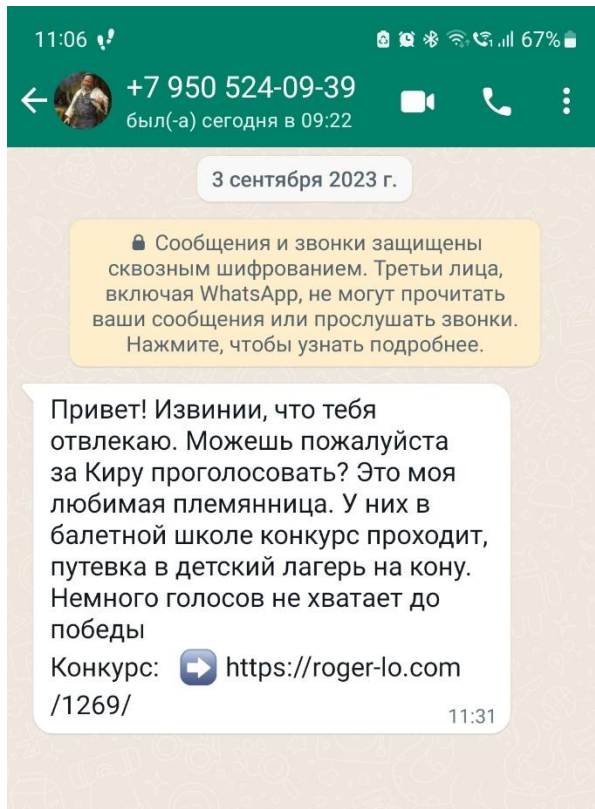 11:06 67%
+7 950 524-09-39
был(-а) сегодня в 09:22
3 сентября 2023 г.
Сообщения и звонки защищены
сквозным шифрованием. Третьи лица,
включая WhatsApp, не могут прочитать
ваши сообщения или прослушать звонки.
Нажмите, чтобы узнать подробнее.
Привет! Извинии, что тебя
отвлекаю. Можешь пожалуйста
за Киру проголосовать? Это моя
любимая племянница. У них в
балетной школе конкурс проходит,
путевка в детский лагерь на кону.
Немного голосов не хватает до
победы
Конкурс: ➡ https://roger-lo.com
/1269/
11:31